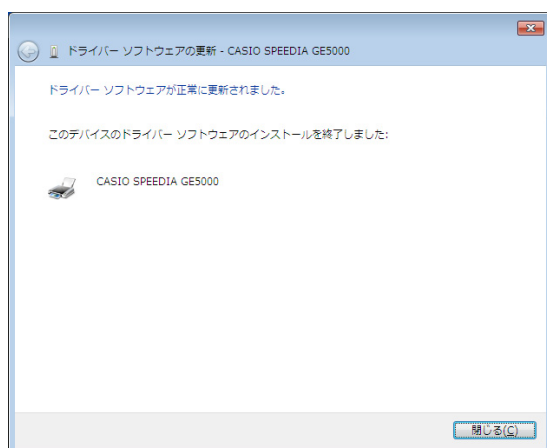 ドライバー ソフトウェアの更新 - CASIO SPEEDIA GE5000
ドライバー ソフトウェアが正常に更新されました。
このデバイスのドライバー ソフトウェアのインストールを終了しました:
CASIO SPEEDIA GE5000
閉じる(C)